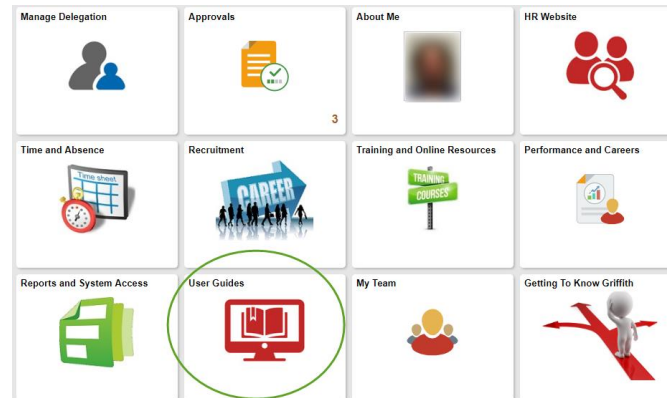 Manage Delegation
Approvals
About Me
HR Website
3
Time and Absence
Recruitment
Training and Online Resources
Performance and Careers
Time sheet
CAREER
TRAINING
COURSES
Reports and System Access
User Guides
My Team
Getting To Know Griffith